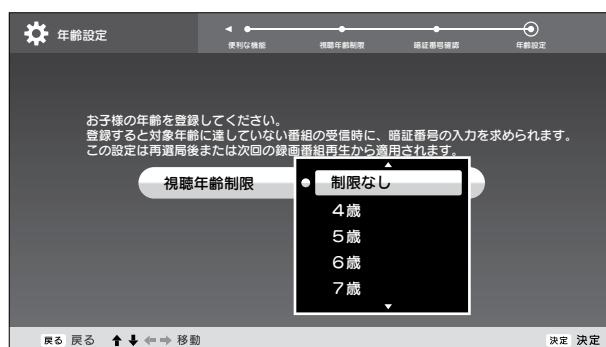 年齢設定
便利な機能 視聴年齢制限 暗証番号確認 年齢設定
お子様の年齢を登録してください。
登録すると対象年齢に達していない番組の受信時に、暗証番号の入力を求められます。
この設定は再選局後または次回の録画番組再生から適用されます。
視聴年齢制限
制限なし
4歳
5歳
6歳
7歳
戻る 戻る 移動 決定 決定